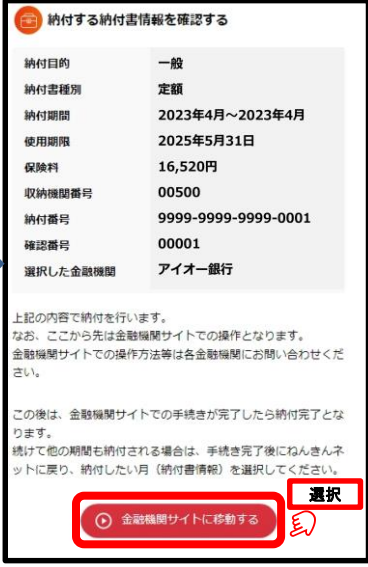 納付する納付書情報を確認する
納付目的 一般
納付書種別 定額
納付期間 2023年4月～2023年4月
使用期限 2025年5月31日
保険料 16,520円
収納機関番号 00500
納付番号 9999-9999-9999-0001
確認番号 00001
選択した金融機関 アイオー銀行
上記の内容で納付を行います。
なお、ここから先は金融機関サイトでの操作となります。
金融機関サイトでの操作方法等は各金融機関にお問い合わせくだ
さい。
この後は、金融機関サイトでの手続きが完了したら納付完了とな
ります。
続けて他の期間も納付される場合は、手続き完了後にねんきんネ
ットに戻り、納付したい月（納付書情報）を選択してください。
選択
金融機関サイトに移動する